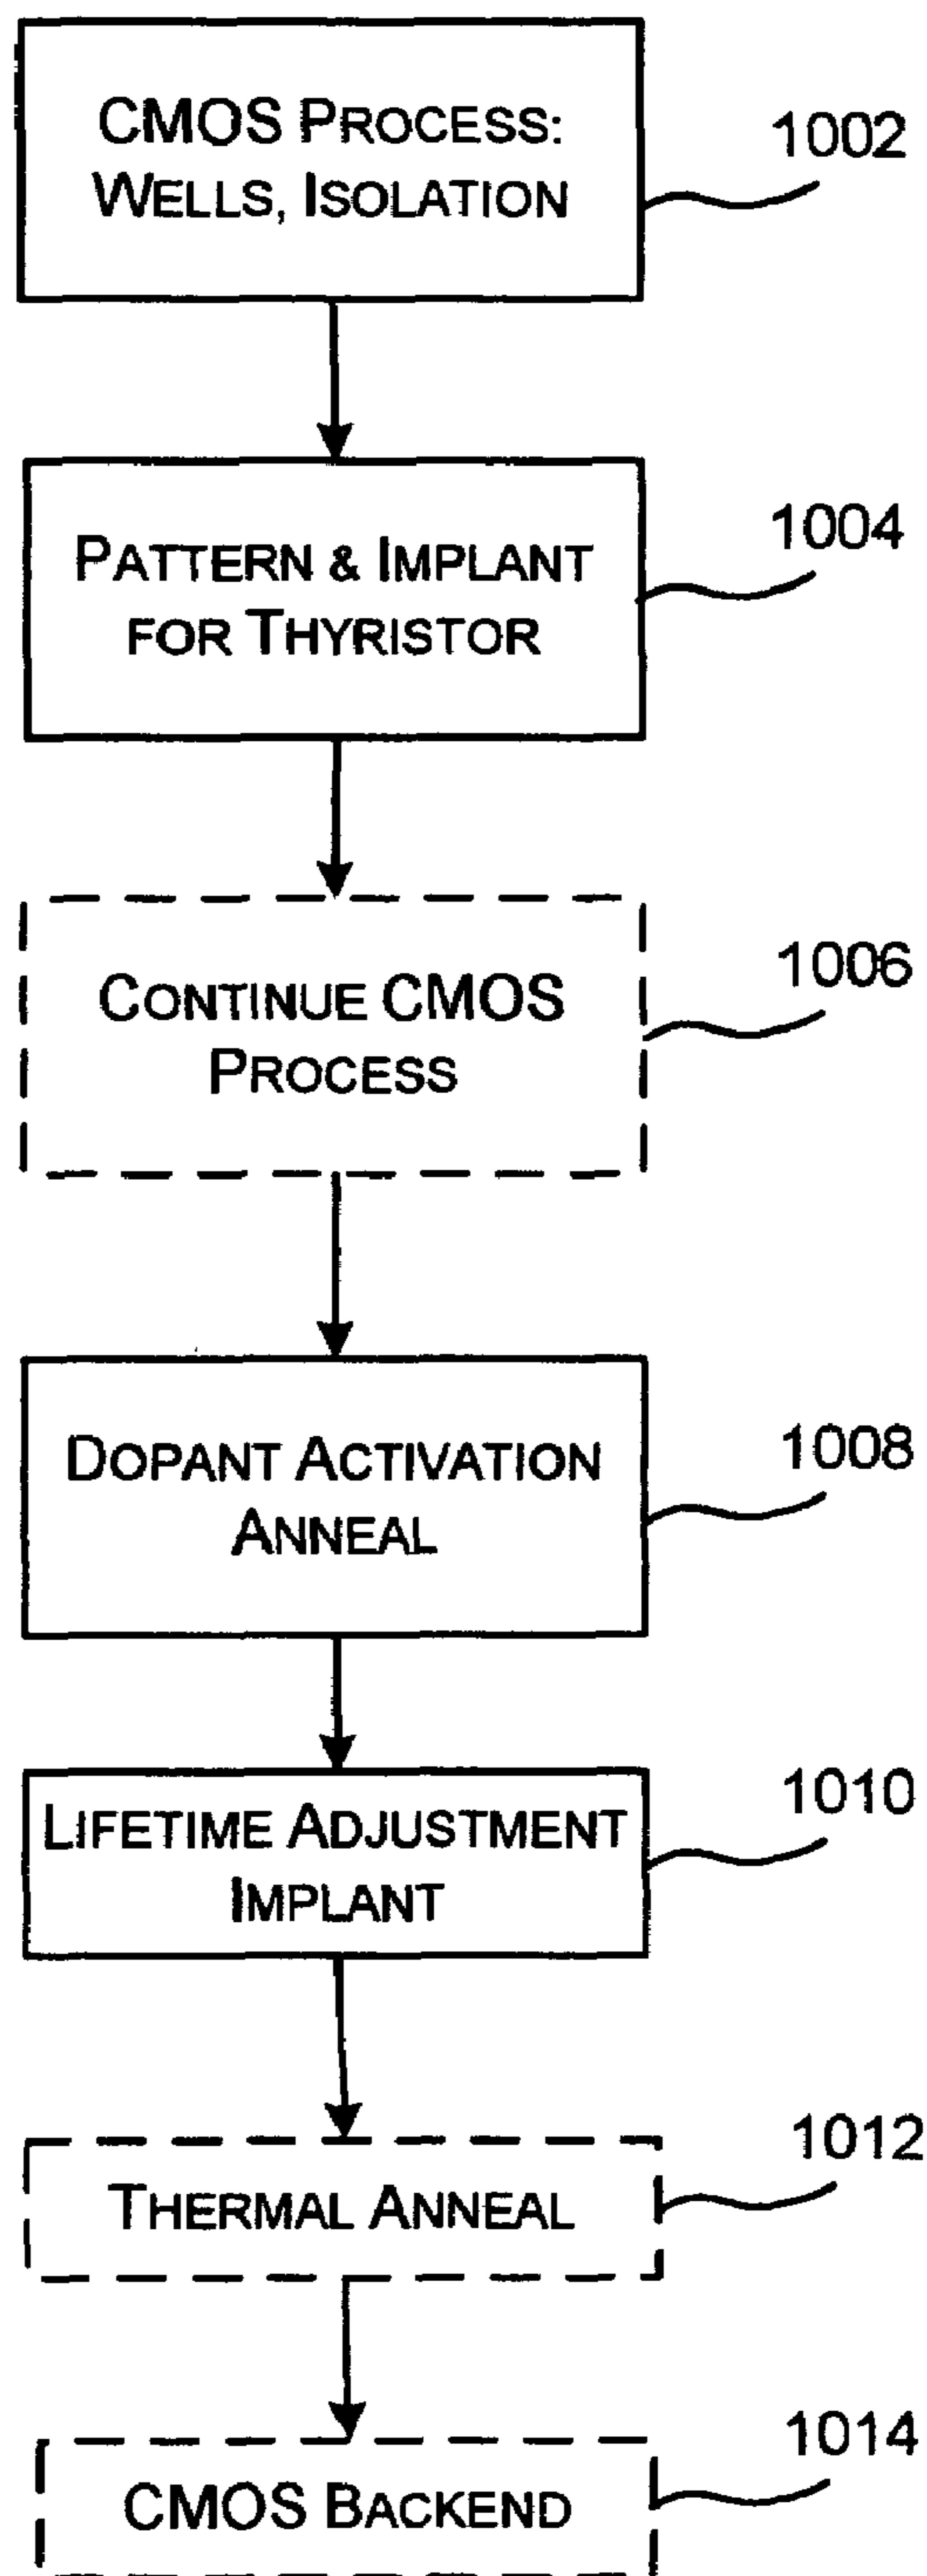 CMOS PROCESS:
WELLS, ISOLATION
1002
PATTERN & IMPLANT
FOR THYRISTOR
1004
CONTINUE CMOS
PROCESS
1006
DOPANT ACTIVATION
ANNEAL
1008
LIFETIME ADJUSTMENT
IMPLANT
1010
THERMAL ANNEAL
1012
CMOS BACKEND
1014